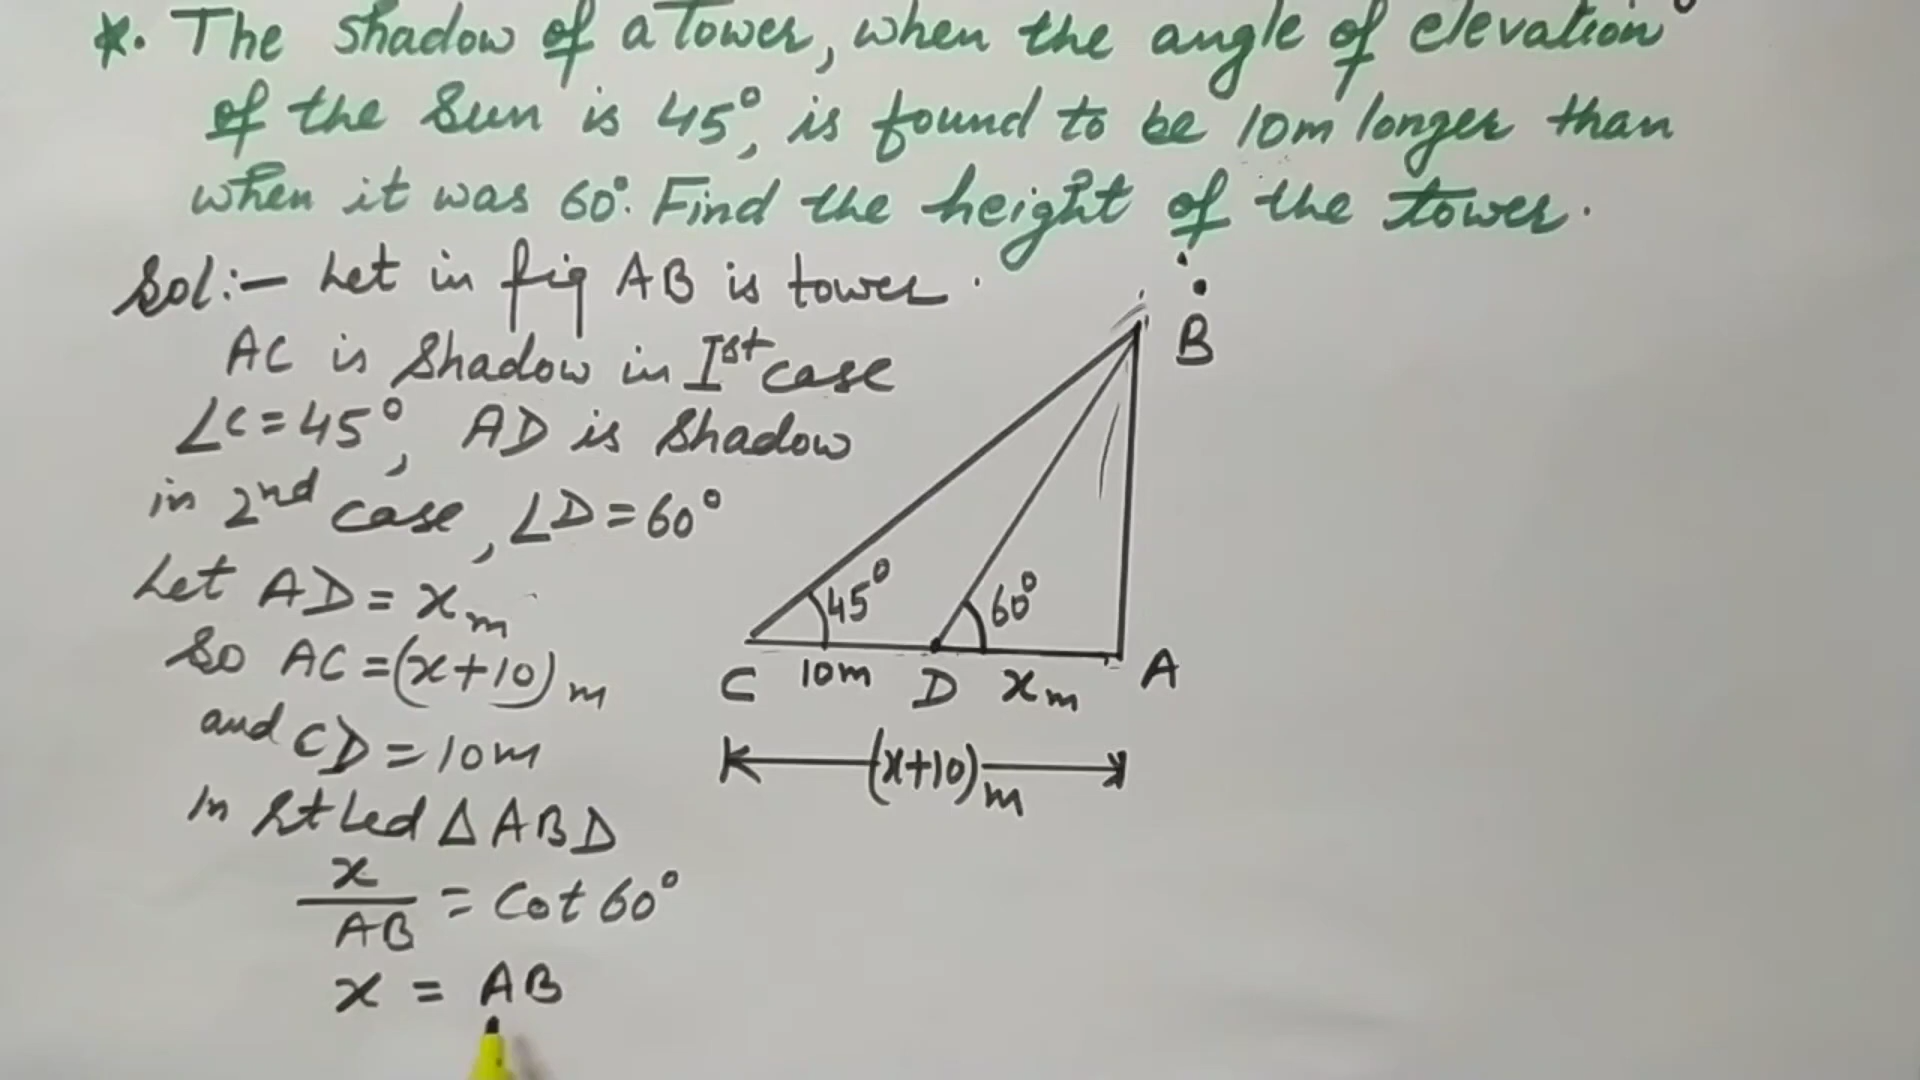 *. The Shadow of a Tower, when the angle of elevation
of the Sun is 45°, is found to be 10m longer than
when it was 60°. Find the height of the tower.
Sol:- Let in fig AB is tower.
AC is Shadow in Ist case
∠C=45°, AD is Shadow
in 2nd case, ∠D=60°
Let AD = x m
So AC = (x+10) m
and CD = 10m
In rt∠ed △ABD
x
/AB = Cot 60°
x = AB
B
45°
60°
C 10m D x m A
(x+10) m